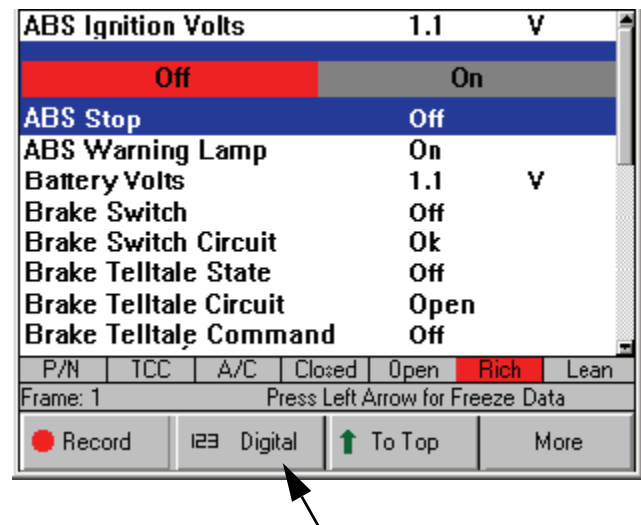 ABS Ignition Volts 1.1 V
Off On
ABS Stop Off
ABS Warning Lamp On
Battery Volts 1.1 V
Brake Switch Off
Brake Switch Circuit Ok
Brake Telltale State Off
Brake Telltale Circuit Open
Brake Telltale Command Off
P/N TCC A/C Closed Open Rich Lean
Frame: 1 Press Left Arrow for Freeze Data
Record 123 Digital To Top More